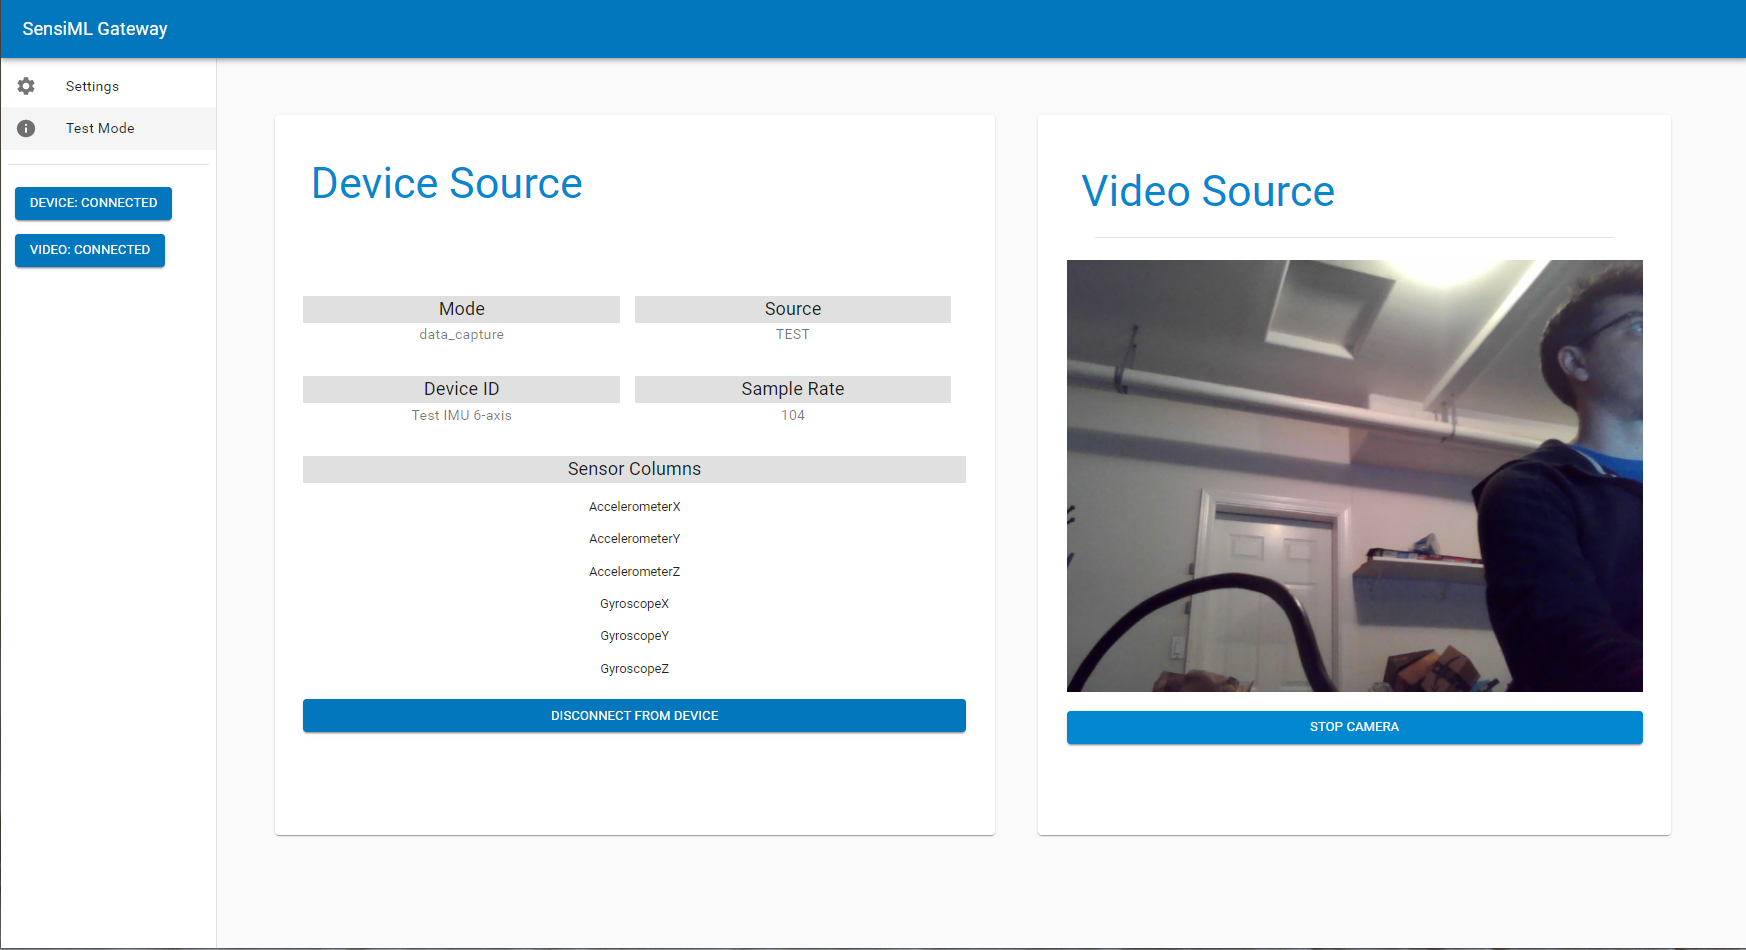 SensiML Gateway
Settings
Test Mode
DEVICE: CONNECTED
VIDEO: CONNECTED
Device Source
Mode
data_capture
Source
TEST
Device ID
Test IMU 6-axis
Sample Rate
104
Sensor Columns
AccelerometerX
AccelerometerY
AccelerometerZ
GyroscopeX
GyroscopeY
GyroscopeZ
DISCONNECT FROM DEVICE
Video Source
STOP CAMERA